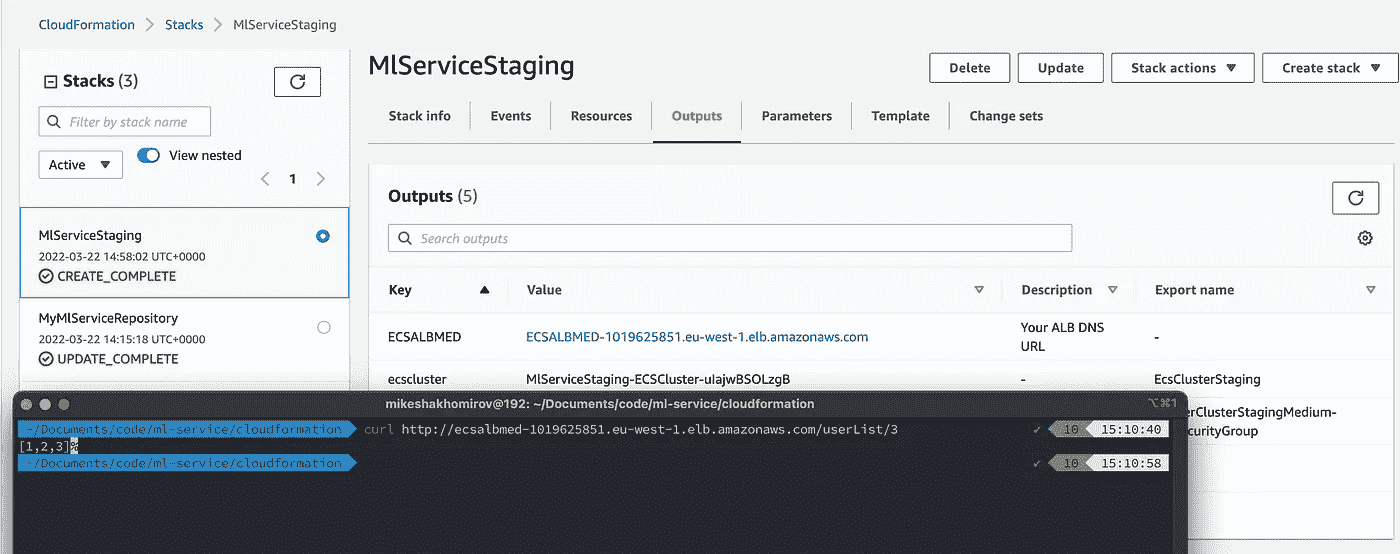 CloudFormation > Stacks > MlServiceStaging
Stacks (3)
Filter by stack name
Active
View nested
1
MlServiceStaging
2022-03-22 14:58:02 UTC+0000
CREATE_COMPLETE
MyMlServiceRepository
2022-03-22 14:15:18 UTC+0000
UPDATE_COMPLETE
MlServiceStaging
Delete Update Stack actions Create stack
Stack info Events Resources Outputs Parameters Template Change sets
Outputs (5)
Search outputs
Key Value Description Export name
ECSALBMED ECSALBMED-1019625851.eu-west-1.elb.amazonaws.com Your ALB DNS
URL -
ecscluster MlServiceStaging-ECSCluster-ulajwBSOLzgB - EcsClusterStaging
erClusterStagingMedium-
ecurityGroup
mikeshakhomirov@192: ~/Documents/code/ml-service/cloudformation ⌥⌘1
~/Documents/code/ml-service/cloudformation curl http://ecsalbmed-1019625851.eu-west-1.elb.amazonaws.com/userList/3 ✓ 10 15:10:40
[1,2,3]%
~/Documents/code/ml-service/cloudformation ✓ 10 15:10:58